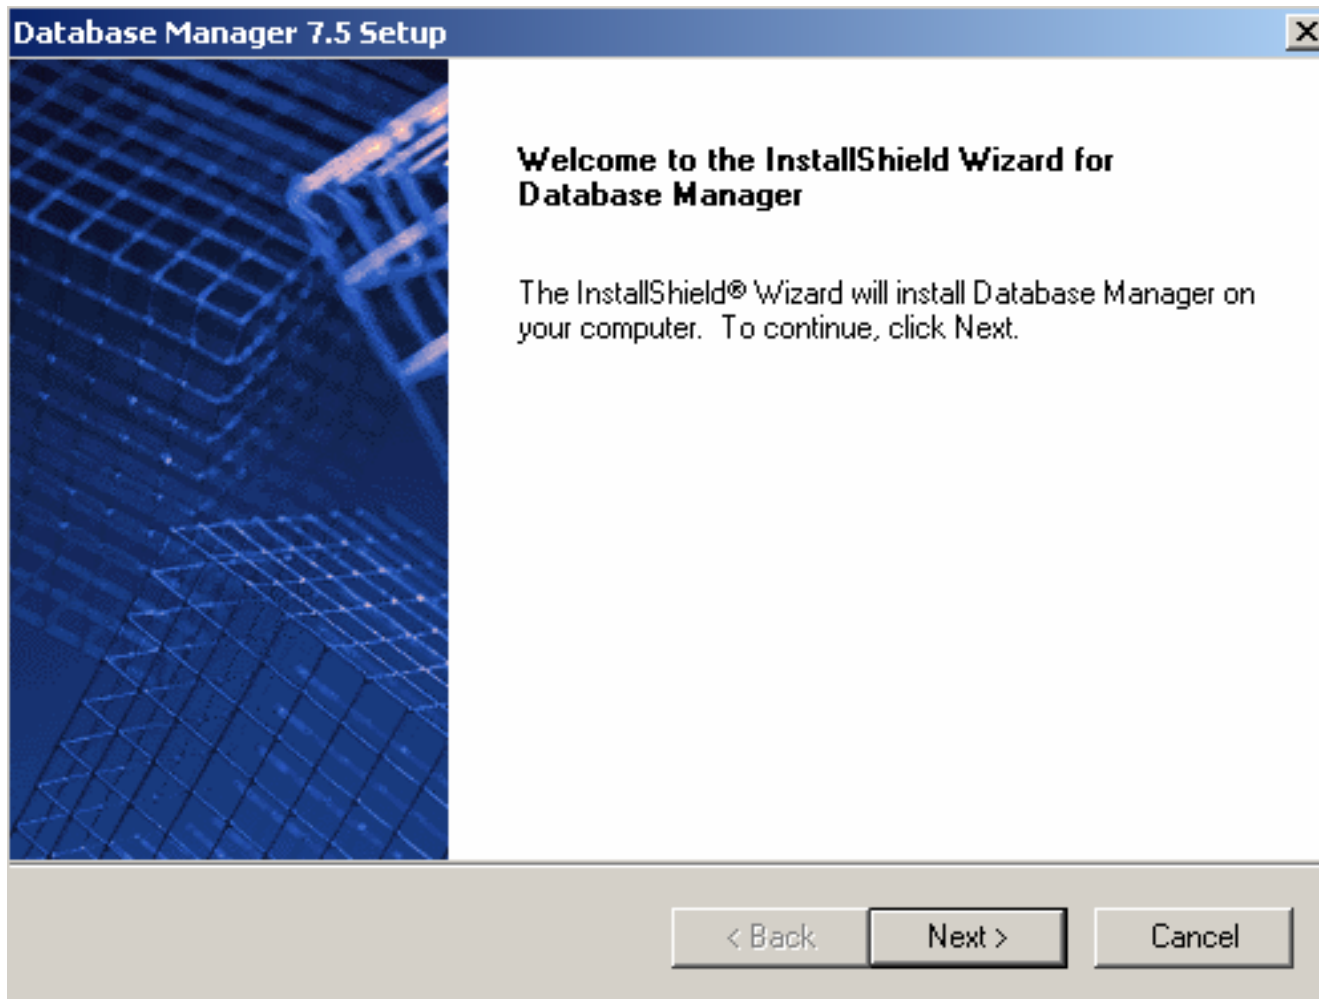 Database Manager 7.5 Setup
Welcome to the InstallShield Wizard for
Database Manager
The InstallShield® Wizard will install Database Manager on
your computer.  To continue, click Next.
< Back
Next >
Cancel